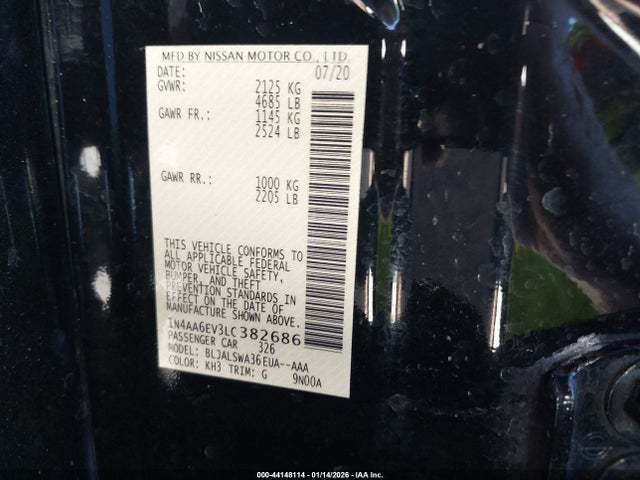 MFD BY NISSAN MOTOR CO., LTD.
DATE: 07/20
GVWR: 2125 KG
4685 LB
GAWR FR.: 1145 KG
2524 LB
GAWR RR.: 1000 KG
2205 LB
THIS VEHICLE CONFORMS TO
ALL APPLICABLE FEDERAL
MOTOR VEHICLE SAFETY,
BUMPER, AND THEFT
PREVENTION STANDARDS IN
EFFECT ON THE DATE OF
MANUFACTURE SHOWN ABOVE.
1N4AA6EV3LC382686
PASSENGER CAR 326
MODEL: BLJALSWA36EUA--AAA
COLOR: KH3 TRIM: G 9N00A
000-44148114 - 01/14/2026 - IAA Inc.